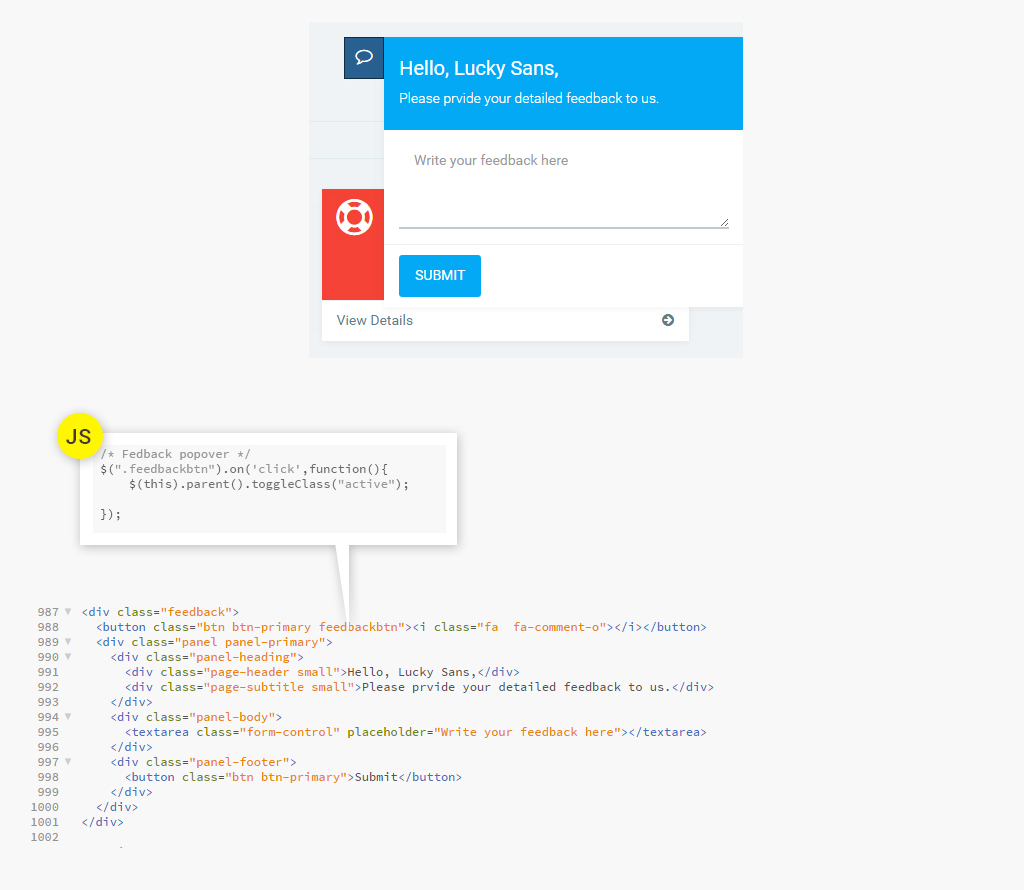 Hello, Lucky Sans,
Please prvide your detailed feedback to us.
Write your feedback here
SUBMIT
View Details
JS
/* Fedback popover */
$(".feedbackbtn").on('click',function(){
    $(this).parent().toggleClass("active");
});
987 <div class="feedback">
988   <button class="btn btn-primary feedbackbtn"><i class="fa  fa-comment-o"></i></button>
989   <div class="panel panel-primary">
990     <div class="panel-heading">
991       <div class="page-header small">Hello, Lucky Sans,</div>
992       <div class="page-subtitle small">Please prvide your detailed feedback to us.</div>
993     </div>
994     <div class="panel-body">
995       <textarea class="form-control" placeholder="Write your feedback here"></textarea>
996     </div>
997     <div class="panel-footer">
998       <button class="btn btn-primary">Submit</button>
999     </div>
1000   </div>
1001 </div>
1002